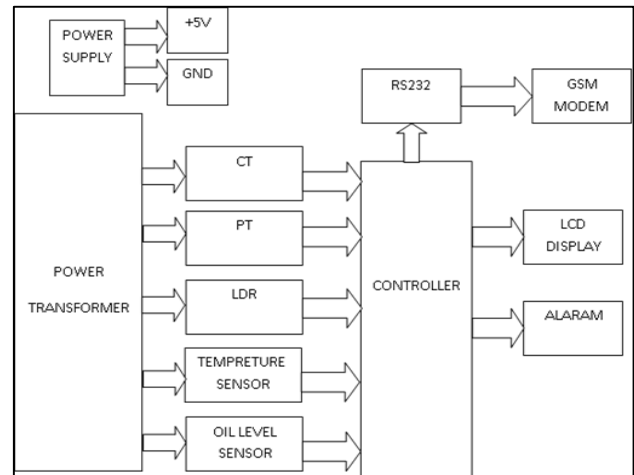 POWER
SUPPLY
+5V
GND
RS232
GSM
MODEM
POWER
TRANSFORMER
CT
PT
LDR
TEMPRETURE
SENSOR
OIL LEVEL
SENSOR
CONTROLLER
LCD
DISPLAY
ALARAM